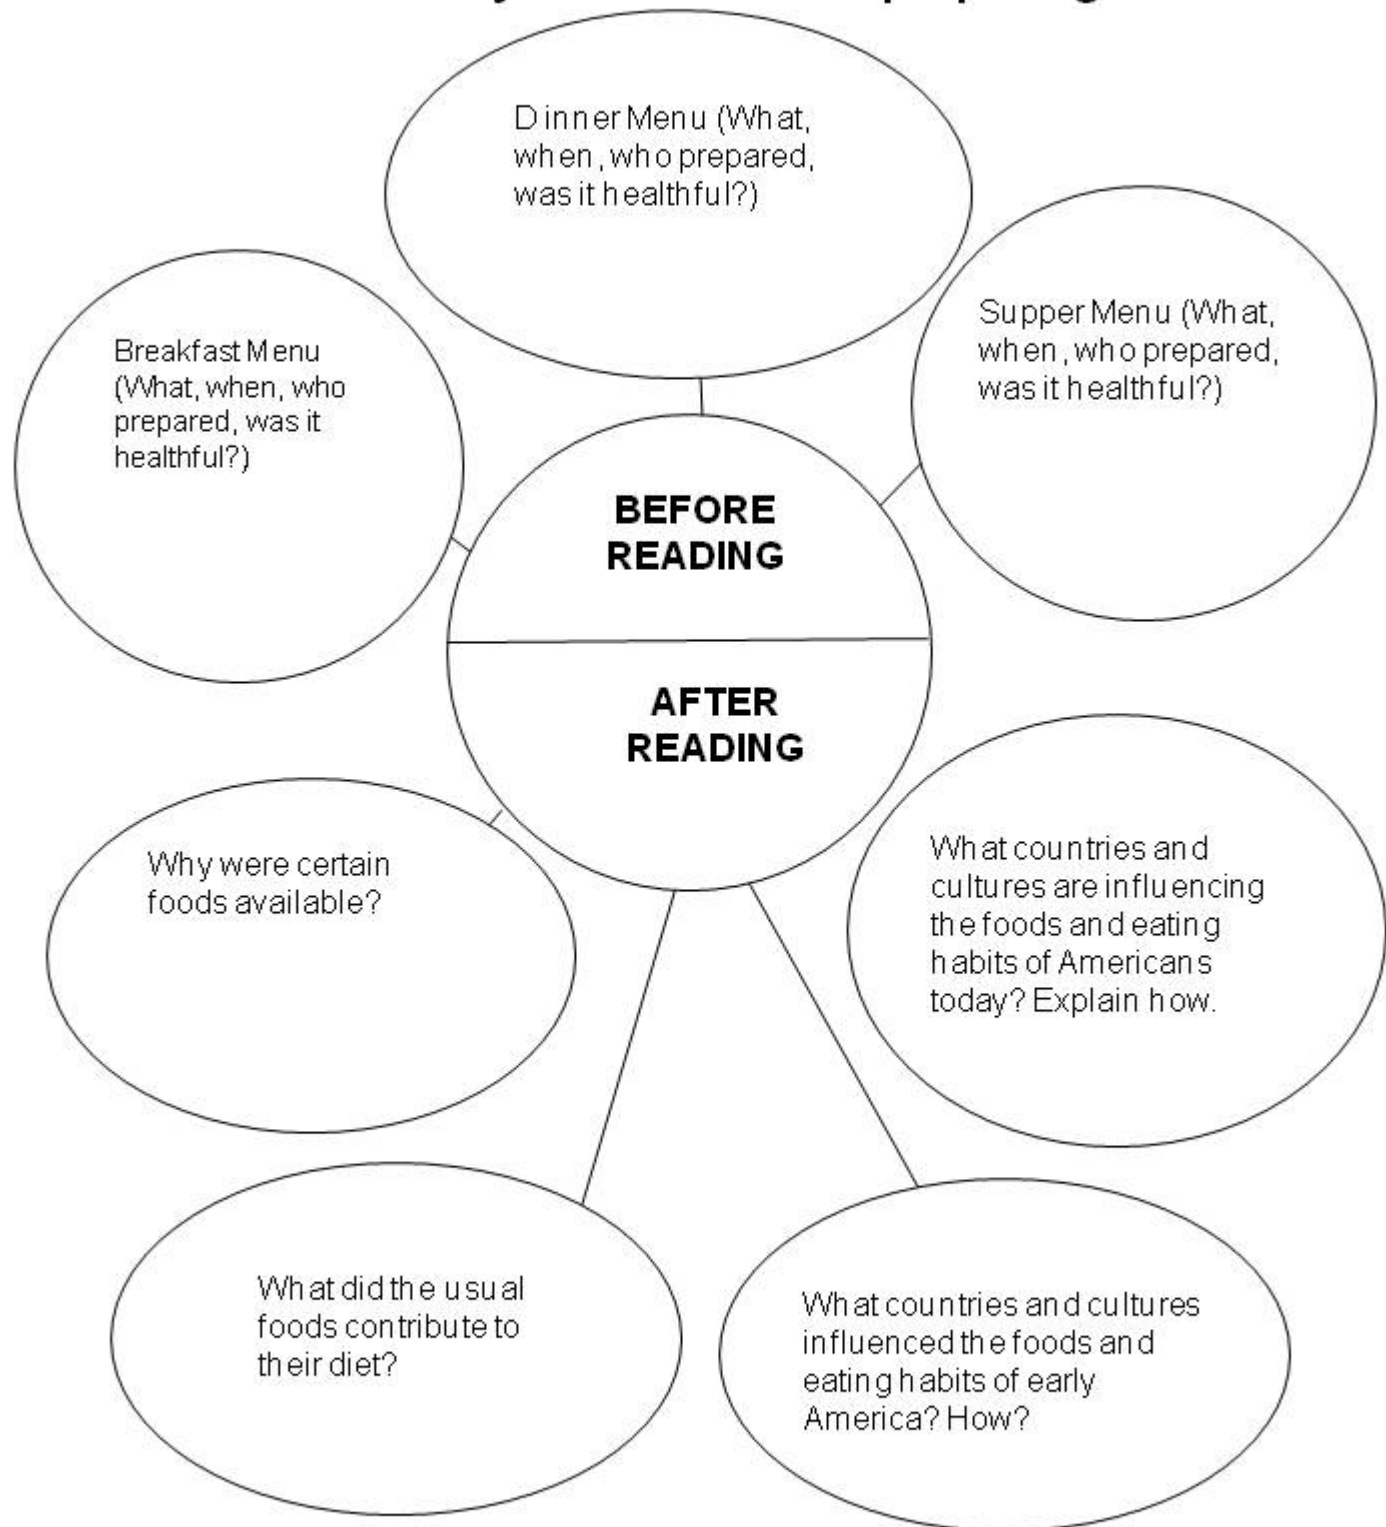 Dinner Menu (What,
when, who prepared,
was it healthful?)
Supper Menu (What,
when, who prepared,
was it healthful?)
Breakfast Menu
(What, when, who
prepared, was it
healthful?)
BEFORE
READING
AFTER
READING
Why were certain
foods available?
What countries and
cultures are influencing
the foods and eating
habits of Americans
today? Explain how.
What did the usual
foods contribute to
their diet?
What countries and cultures
influenced the foods and
eating habits of early
America? How?